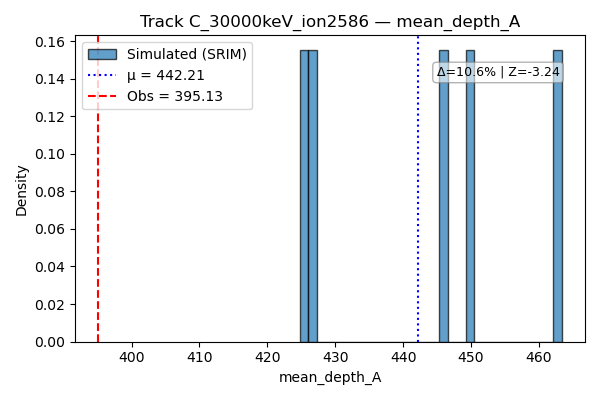 Track C_30000keV_ion2586 — mean_depth_A
Simulated (SRIM)
μ = 442.21
Obs = 395.13
Δ=10.6% | Z=-3.24
Density
0.16
0.14
0.12
0.10
0.08
0.06
0.04
0.02
0.00
400 410 420 430 440 450 460
mean_depth_A